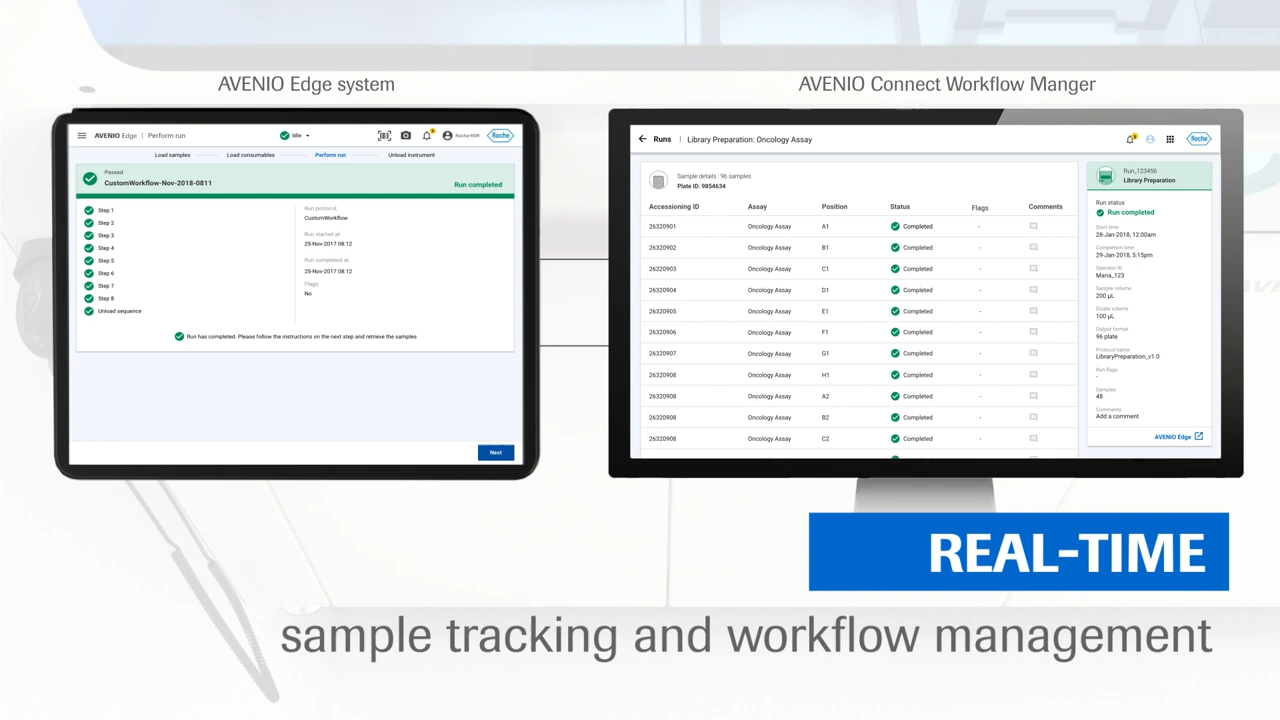 AVENIO Edge system
AVENIO Edge | Perform run
Idle
Roche-RSR
Roche
Load samples
Load consumables
Perform run
Unload instrument
Passed
CustomWorkflow-Nov-2018-0811
Run completed
Step 1
Step 2
Step 3
Step 4
Step 5
Step 6
Step 7
Step 8
Unload sequence
Run protocol:
CustomWorkflow
Run started at:
25-Nov-2017 08:12
Run completed at:
25-Nov-2017 08:12
Flags:
No
Run has completed. Please follow the instructions on the next step and retrieve the samples
Next
AVENIO Connect Workflow Manger
Runs | Library Preparation: Oncology Assay
Roche
Sample details : 96 samples
Plate ID: 9854634
Accessioning ID Assay Position Status Flags Comments
26320901 Oncology Assay A1 Completed -
26320902 Oncology Assay B1 Completed -
26320903 Oncology Assay C1 Completed -
26320904 Oncology Assay D1 Completed -
26320905 Oncology Assay E1 Completed -
26320906 Oncology Assay F1 Completed -
26320907 Oncology Assay G1 Completed -
26320908 Oncology Assay H1 Completed -
26320908 Oncology Assay A2 Completed -
26320908 Oncology Assay B2 Completed -
26320908 Oncology Assay C2 Completed -
Run_123456
Library Preparation
Run status
Run completed
Start time
28-Jan-2018, 12:00am
Completion time
29-Jan-2018, 5:15pm
Operator ID
Maria_123
Sample volume
200 µL
Eluate volume
100 µL
Output format
96 plate
Protocol name
LibraryPreparation_v1.0
Run flags
-
Samples
48
Comments
Add a comment
AVENIO Edge
REAL-TIME
sample tracking and workflow management